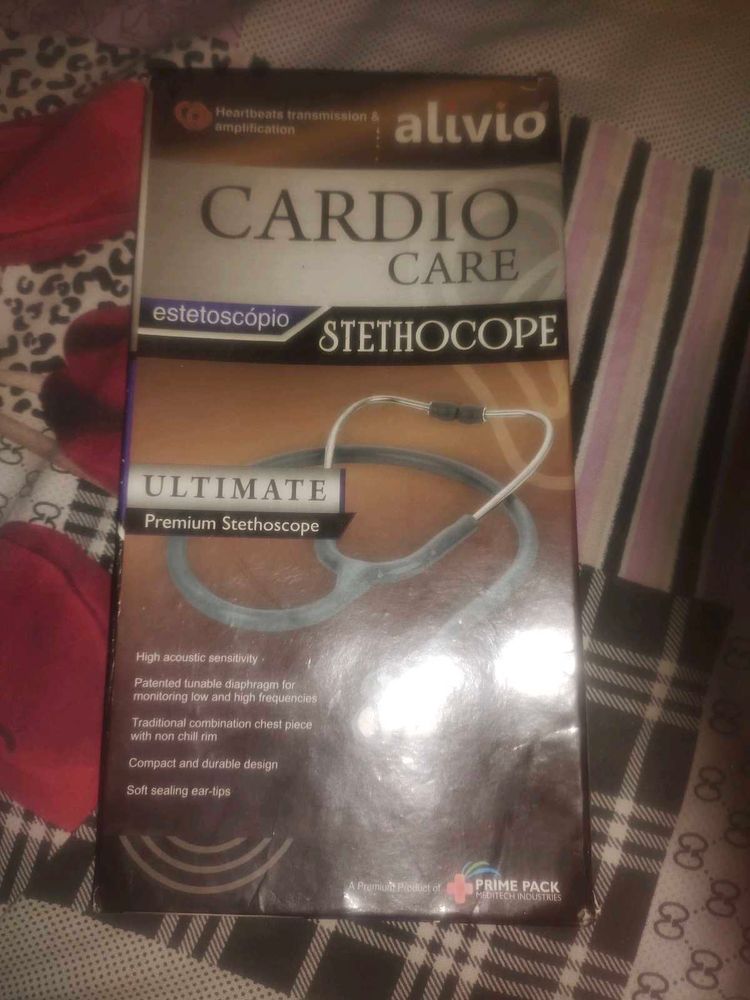 Heartbeats transmission &
amplification
alivio
CARDIO
CARE
estetoscópio
STETHOCOPE
ULTIMATE
Premium Stethoscope
High acoustic sensitivity
Patented tunable diaphragm for
monitoring low and high frequencies
Traditional combination chest piece
with non chill rim
Compact and durable design
Soft sealing ear-tips
A Premium Product of
PRIME PACK
MEDITECH INDUSTRIES